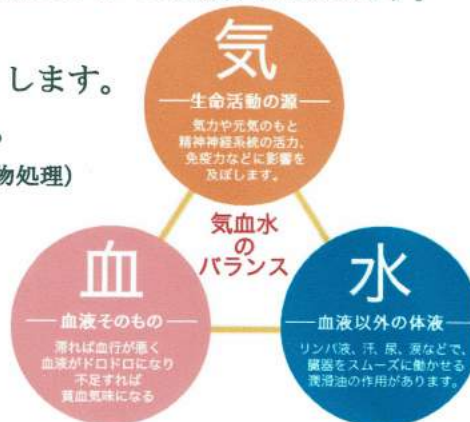 します。
物処理)
気
生命活動の源
気力や元気のもと
精神神経系統の活力、
免疫力などに影響を
及ぼします。
気血水
の
バランス
血
血液そのもの
滞れば血行が悪く
血液がドロドロになり
不足すれば
貧血気味になる
水
血液以外の体液
リンパ液、汗、尿、涙などで、
臓器をスムーズに働かせる
潤滑油の作用があります。